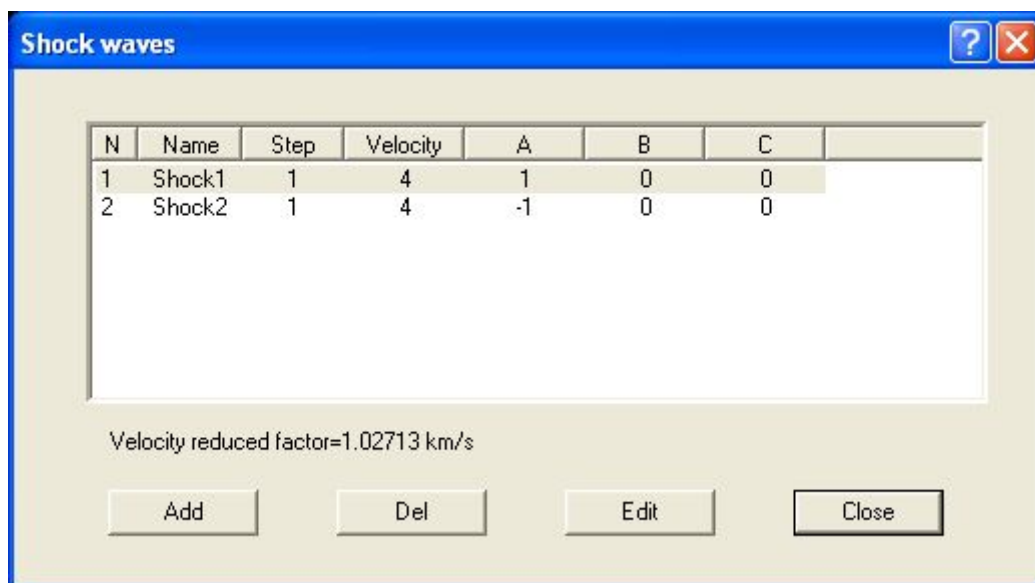 Shock waves
N Name Step Velocity A B C
1 Shock1 1 4 1 0 0
2 Shock2 1 4 -1 0 0
Velocity reduced factor=1.02713 km/s
Add Del Edit Close